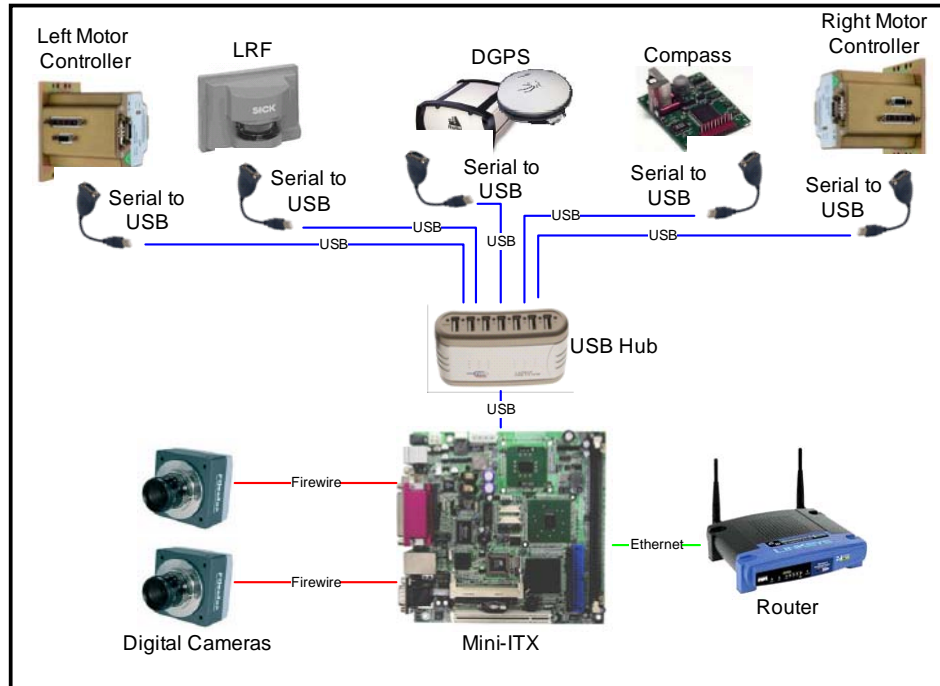 Left Motor
Controller
LRF
DGPS
Compass
Right Motor
Controller
SICK
Serial to
USB
Serial to
USB
Serial to
USB
Serial to
USB
Serial to
USB
USB
USB
USB
USB
USB
USB Hub
USB
Firewire
Firewire
Ethernet
LINKSYS
Digital Cameras
Mini-ITX
Router